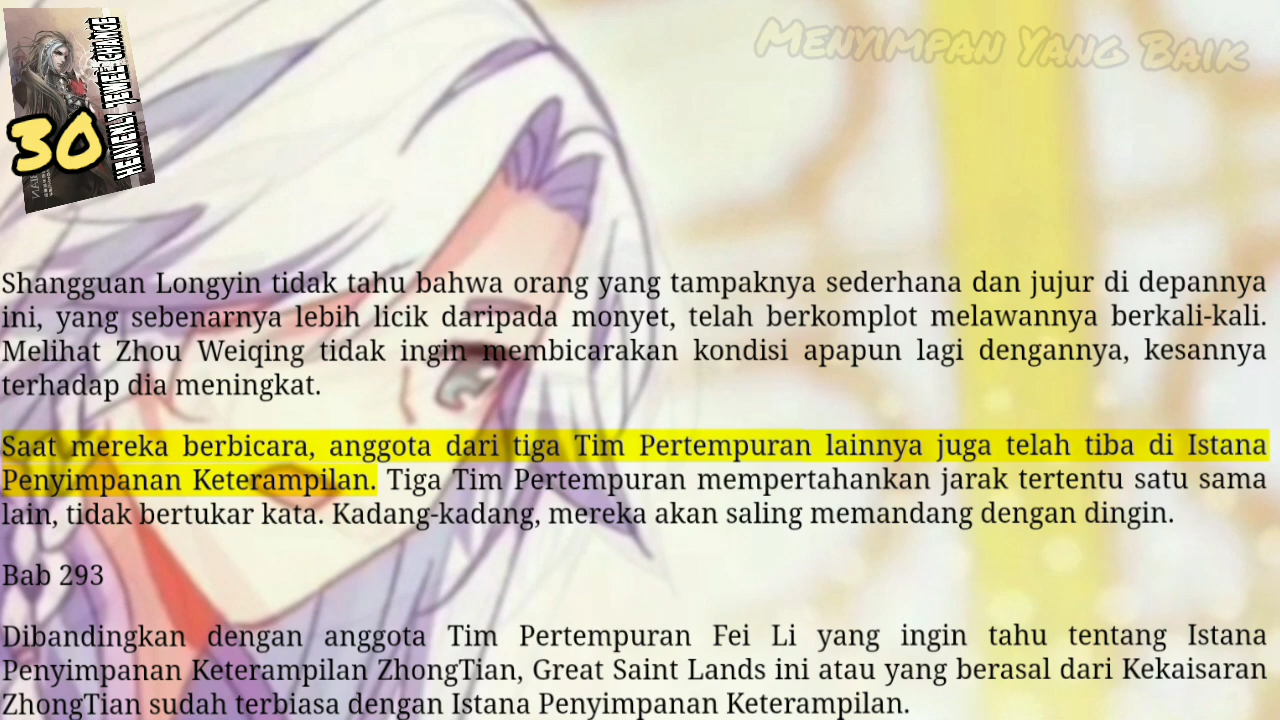 Menyimpan Yang Baik
HEAVENLY JEWEL CHANGE
30
Shangguan Longyin tidak tahu bahwa orang yang tampaknya sederhana dan jujur di depannya
ini, yang sebenarnya lebih licik daripada monyet, telah berkomplot melawannya berkali-kali.
Melihat Zhou Weiqing tidak ingin membicarakan kondisi apapun lagi dengannya, kesannya
terhadap dia meningkat.
Saat mereka berbicara, anggota dari tiga Tim Pertempuran lainnya juga telah tiba di Istana
Penyimpanan Keterampilan. Tiga Tim Pertempuran mempertahankan jarak tertentu satu sama
lain, tidak bertukar kata. Kadang-kadang, mereka akan saling memandang dengan dingin.
Bab 293
Dibandingkan dengan anggota Tim Pertempuran Fei Li yang ingin tahu tentang Istana
Penyimpanan Keterampilan ZhongTian, Great Saint Lands ini atau yang berasal dari Kekaisaran
ZhongTian sudah terbiasa dengan Istana Penyimpanan Keterampilan.